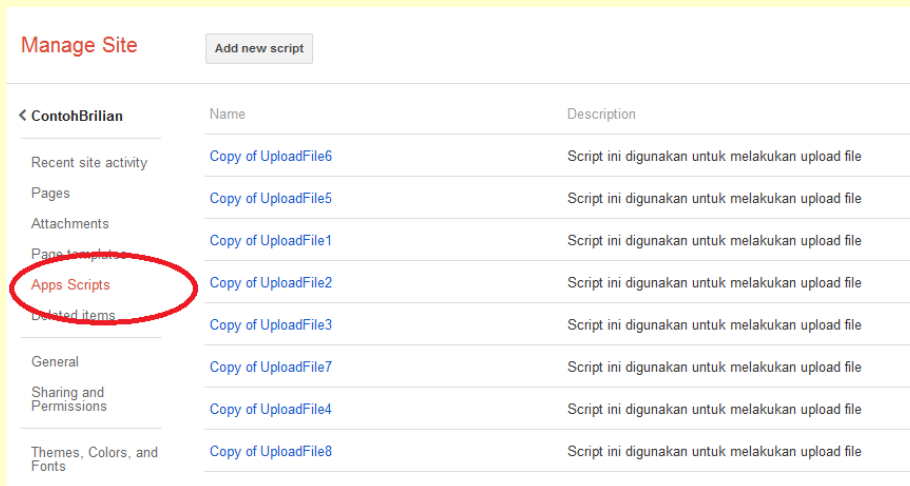 Manage Site
Add new script
ContohBrilian
Recent site activity
Pages
Attachments
Page templates
Apps Scripts
Deleted items
General
Sharing and
Permissions
Themes, Colors, and
Fonts
Name Description
Copy of UploadFile6 Script ini digunakan untuk melakukan upload file
Copy of UploadFile5 Script ini digunakan untuk melakukan upload file
Copy of UploadFile1 Script ini digunakan untuk melakukan upload file
Copy of UploadFile2 Script ini digunakan untuk melakukan upload file
Copy of UploadFile3 Script ini digunakan untuk melakukan upload file
Copy of UploadFile7 Script ini digunakan untuk melakukan upload file
Copy of UploadFile4 Script ini digunakan untuk melakukan upload file
Copy of UploadFile8 Script ini digunakan untuk melakukan upload file